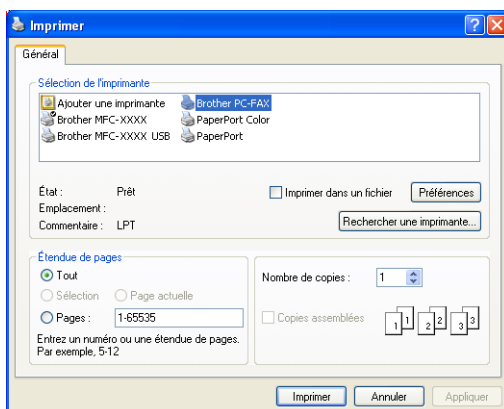 Imprimer
Général
Sélection de l'imprimante
Ajouter une imprimante
Brother PC-FAX
Brother MFC-XXXX
PaperPort Color
Brother MFC-XXXX USB
PaperPort
État : Prêt
Imprimer dans un fichier
Préférences
Emplacement :
Commentaire : LPT
Rechercher une imprimante...
Étendue de pages
Tout
Sélection
Page actuelle
Pages : 1-65535
Entrez un numéro ou une étendue de pages.
Par exemple, 5-12
Nombre de copies : 1
Copies assemblées
1 1 2 2 3 3
Imprimer
Annuler
Appliquer